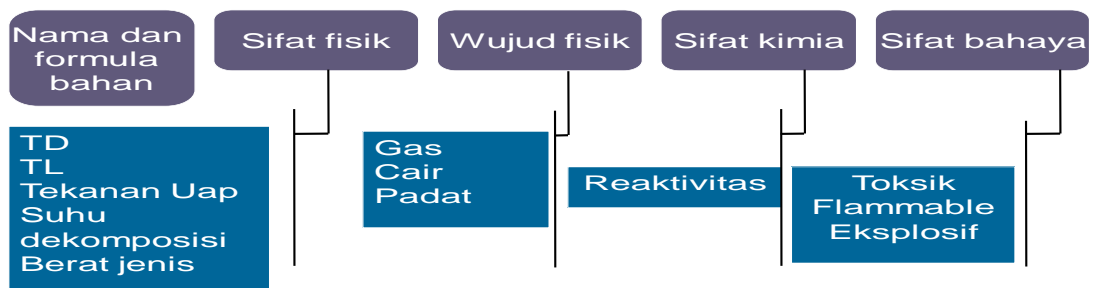 Nama dan
formula
bahan
Sifat fisik
Wujud fisik
Sifat kimia
Sifat bahaya
TD
TL
Tekanan Uap
Suhu
dekomposisi
Berat jenis
Gas
Cair
Padat
Reaktivitas
Toksik
Flammable
Eksplosif